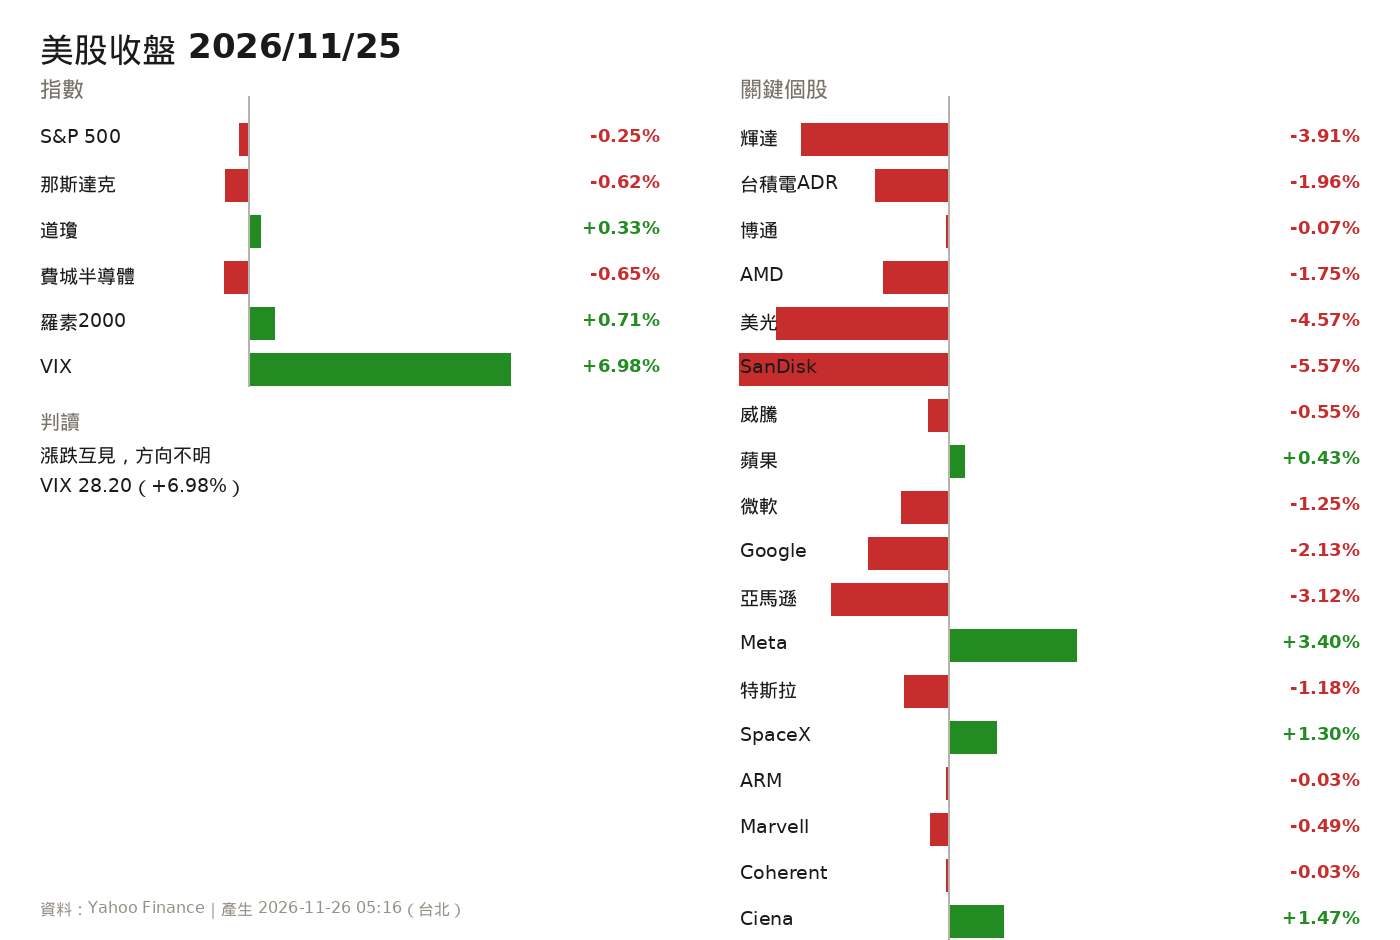 美股收盤 2026/11/25
指數
S&P 500 -0.25%
那斯達克 -0.62%
道瓊 +0.33%
費城半導體 -0.65%
羅素2000 +0.71%
VIX +6.98%
判讀
漲跌互見，方向不明
VIX 28.20（+6.98%）
關鍵個股
輝達 -3.91%
台積電ADR -1.96%
博通 -0.07%
AMD -1.75%
美光 -4.57%
SanDisk -5.57%
威騰 -0.55%
蘋果 +0.43%
微軟 -1.25%
Google -2.13%
亞馬遜 -3.12%
Meta +3.40%
特斯拉 -1.18%
SpaceX +1.30%
ARM -0.03%
Marvell -0.49%
Coherent -0.03%
Ciena +1.47%
資料：Yahoo Finance | 產生 2026-11-26 05:16（台北）